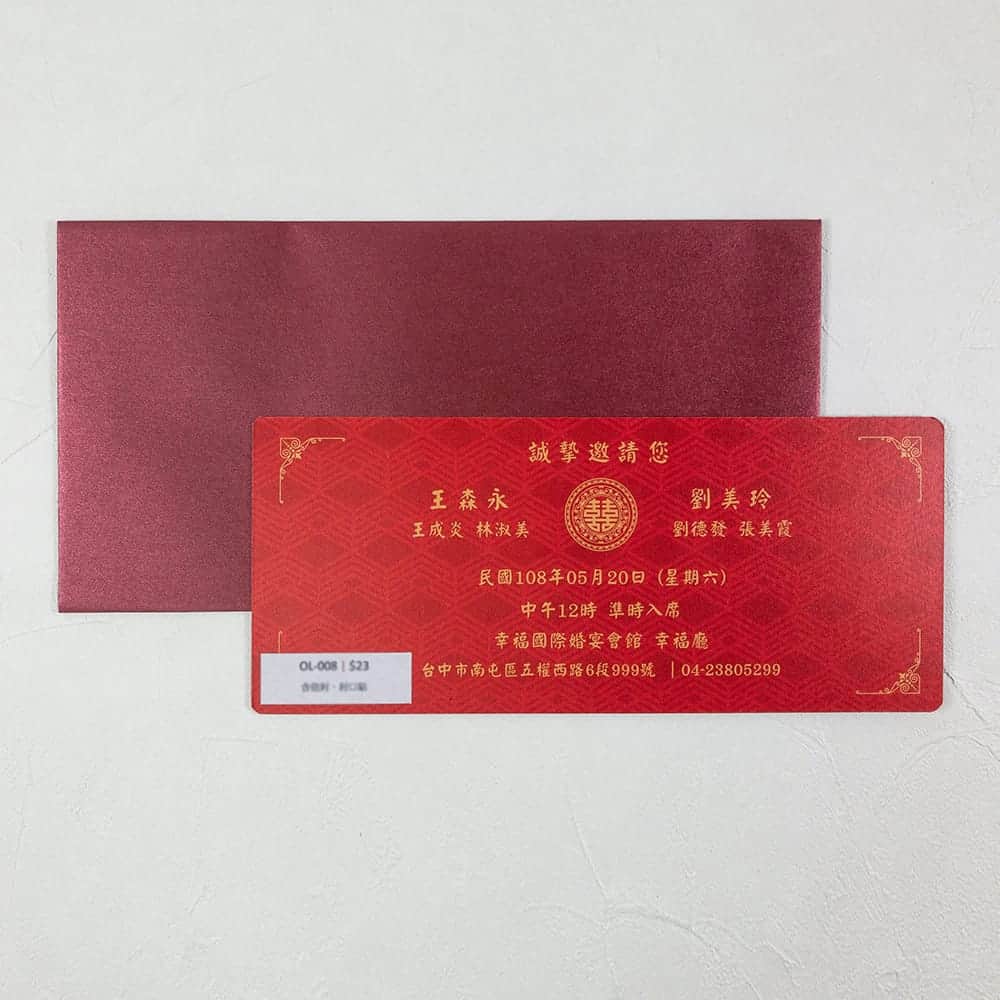 誠摯邀請您
王森永 囍 劉美玲
王成炎 林淑美 劉德發 張美霞
民國108年05月20日 (星期六)
中午12時 準時入席
幸福國際婚宴會館 幸福廳
台中市南屯區五權西路6段999號 | 04-23805299
OL-008 | $23